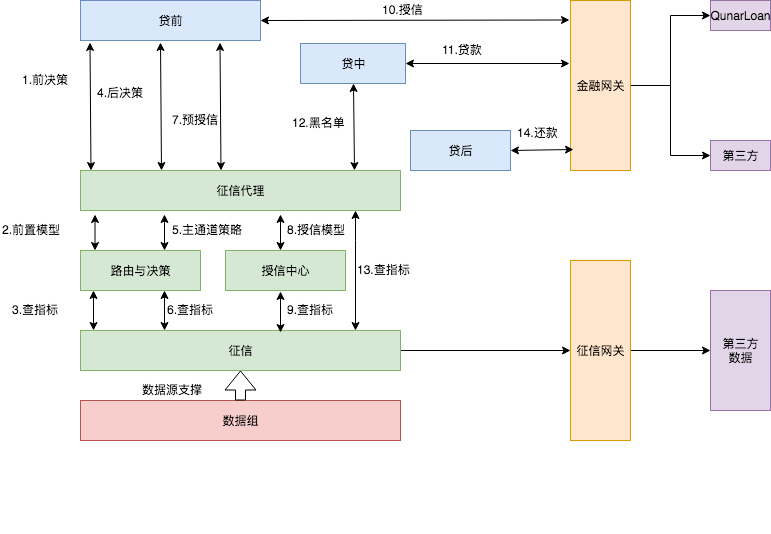 贷前
10.授信
QunarLoan
1.前决策
4.后决策
7.预授信
贷中
11.贷款
金融网关
12.黑名单
贷后
14.还款
第三方
征信代理
2.前置模型
5.主通道策略
8.授信模型
13.查指标
路由与决策
授信中心
3.查指标
6.查指标
9.查指标
征信
征信网关
第三方
数据
数据源支撑
数据组